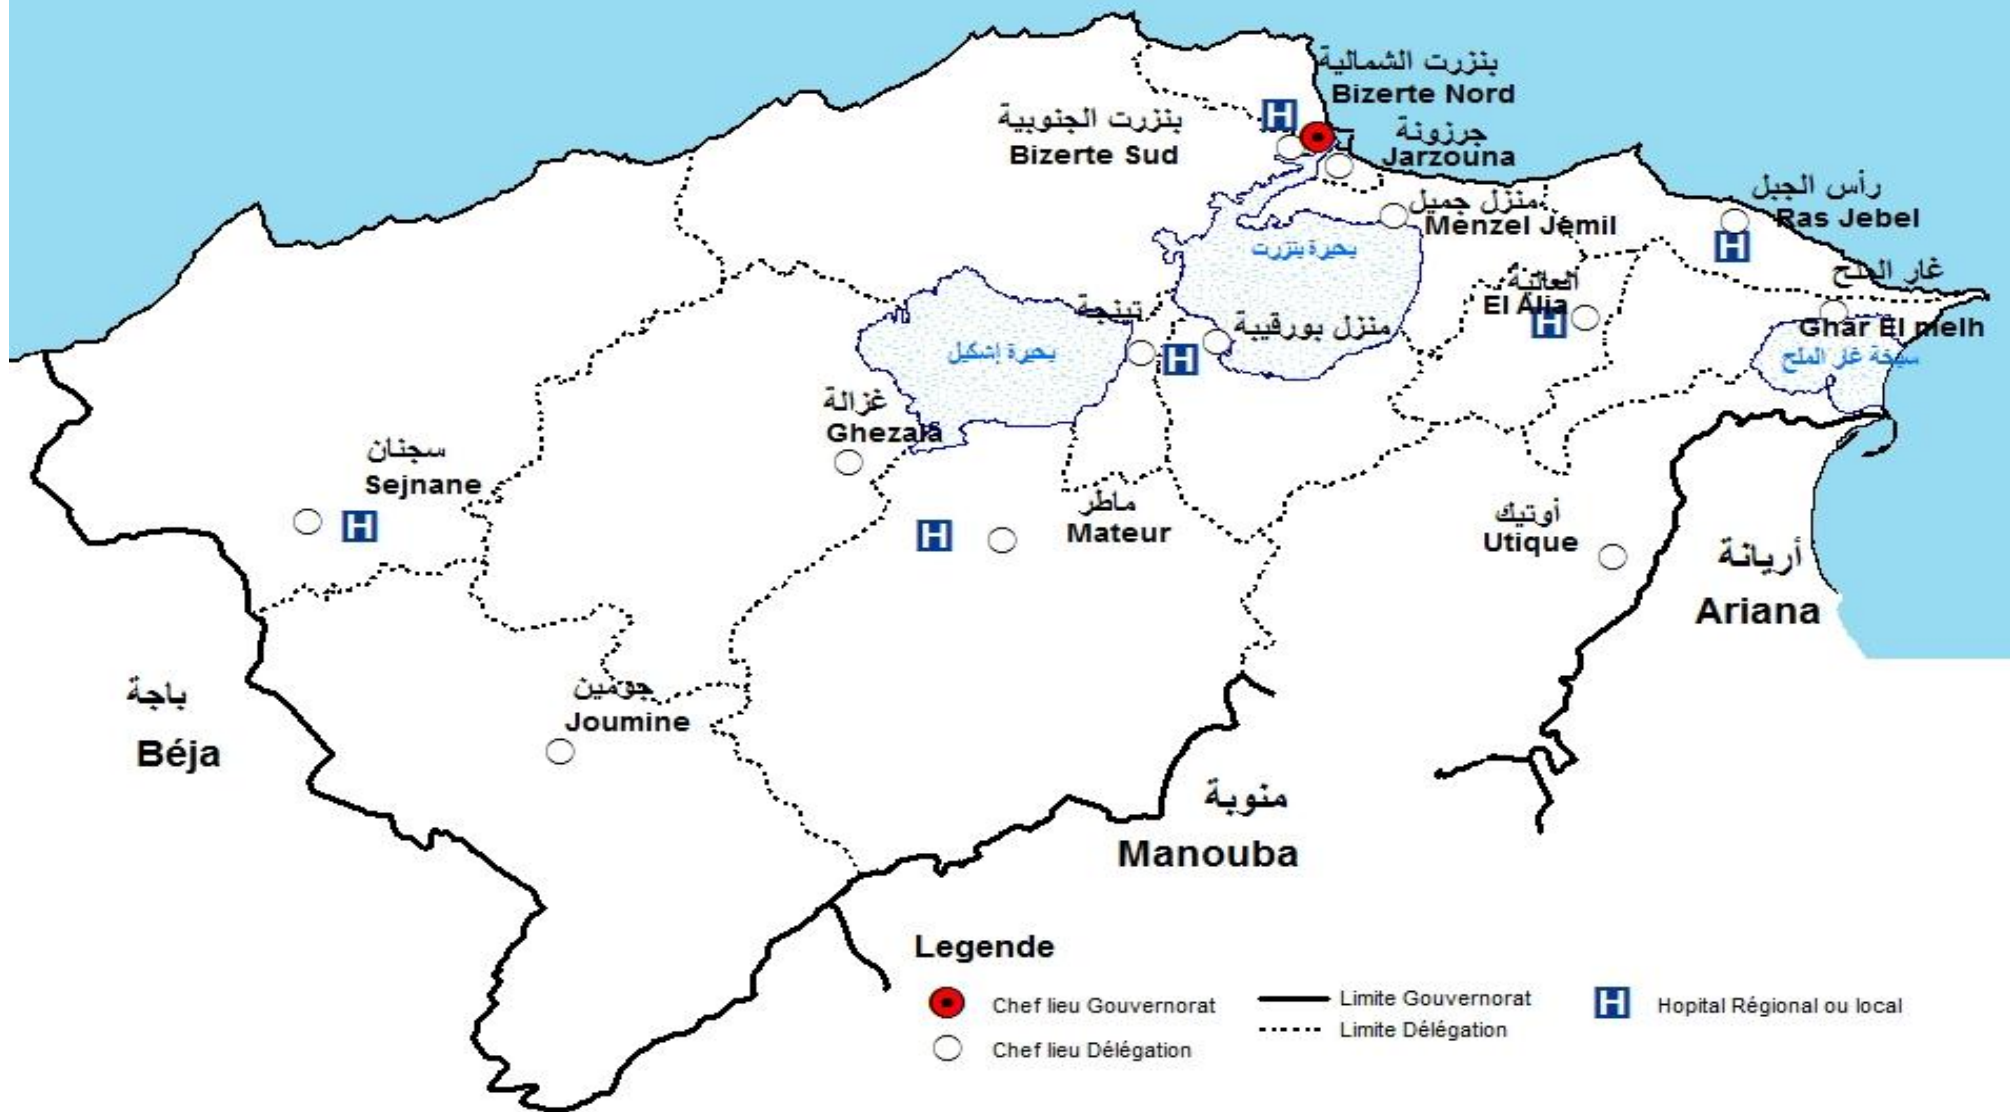 بنزرت الشمالية
Bizerte Nord
بنزرت الجنوبية
Bizerte Sud
جرزونة
Jarzouna
رأس الجبل
Ras Jebel
منزل جميل
Menzel Jemil
بحيرة بنزرت
غار الملح
Ghar El melh
العالية
El Alia
تينجة
منزل بورقيبة
بحيرة إشكيل
سبخة غار الملح
غزالة
Ghezala
سجنان
Sejnane
ماطر
Mateur
أوتيك
Utique
أريانة
Ariana
جومين
Joumine
باجة
Béja
منوبة
Manouba
Legende
Chef lieu Gouvernorat
Chef lieu Délégation
Limite Gouvernorat
Limite Délégation
H
Hopital Régional ou local
H
H
H
H
H
H